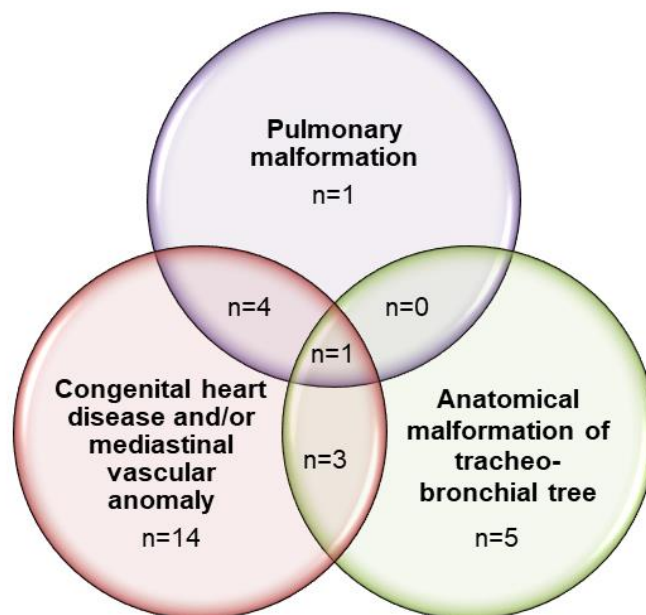 Pulmonary
malformation
n=1
n=4
n=0
n=1
Congenital heart
disease and/or
mediastinal
vascular
anomaly
n=14
n=3
Anatomical
malformation of
tracheo-
bronchial tree
n=5